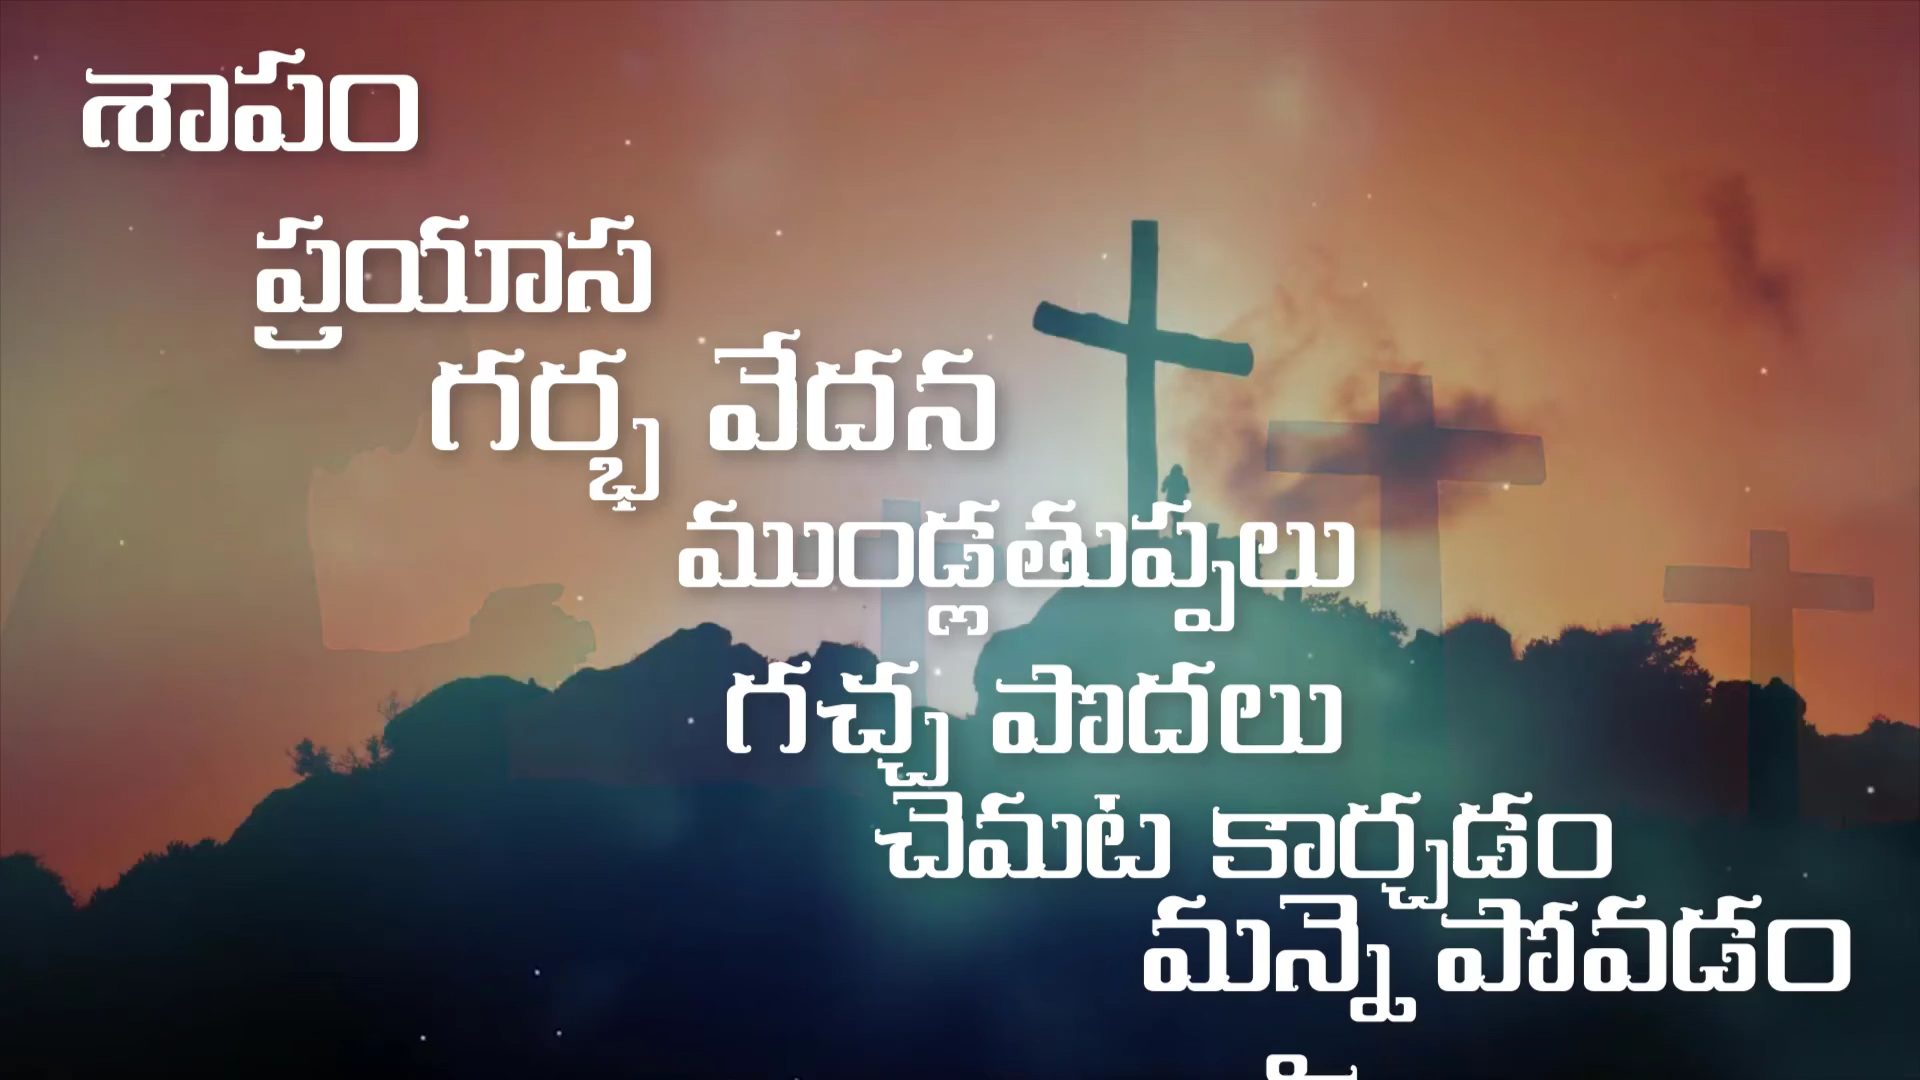 శాపం
ప్రయాస
గర్భ వేదన
ముండ్లతుప్పలు
గచ్చ పొదలు
చెమట కార్చడం
మన్నై పోవడం